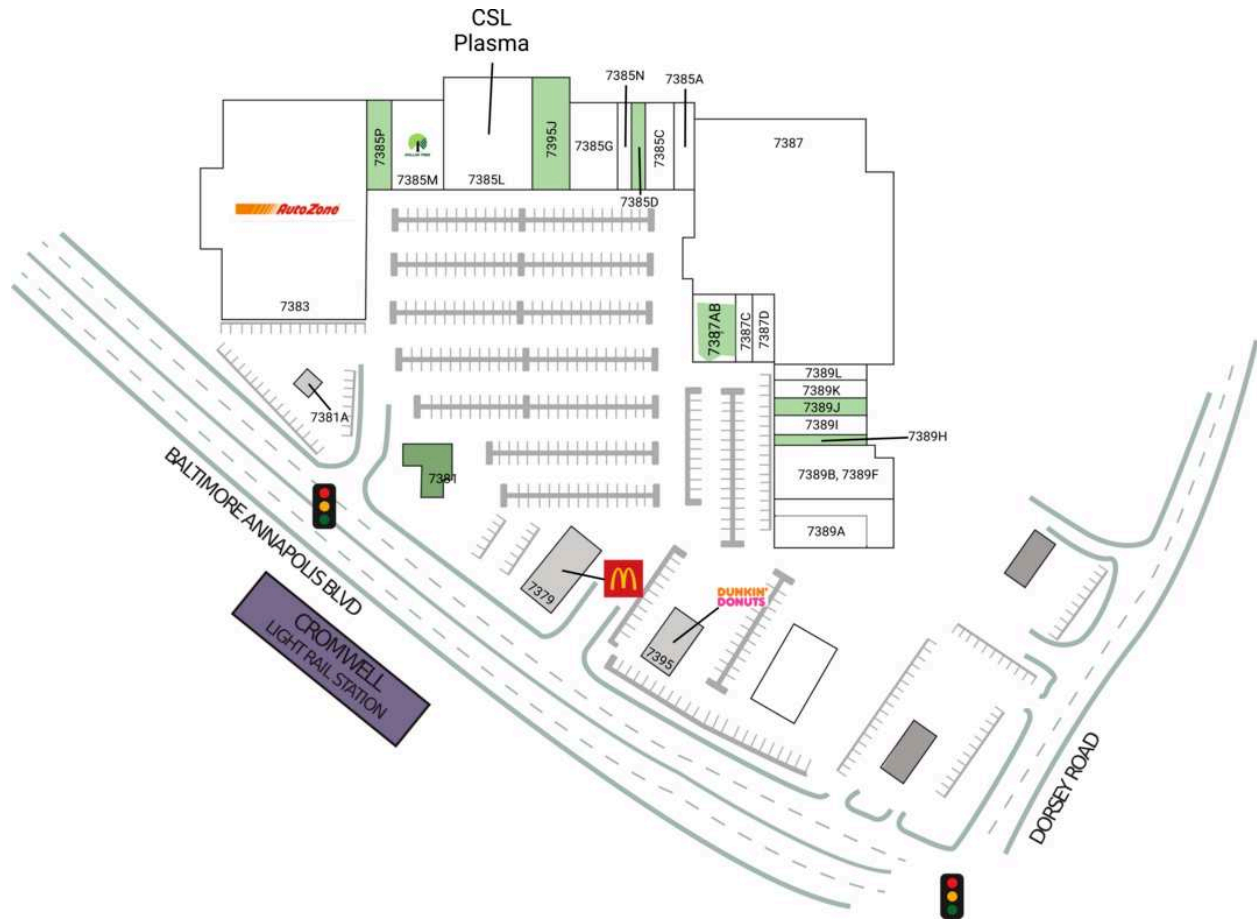 CSL
Plasma
7385N
7385A
7385P
DOLLAR TREE
7385M
7385L
7395J
7385G
7385D
7385C
7387
AutoZone
7383
7387AB
7387C
7387D
7389L
7389K
7389J
7389I
7389H
7389B, 7389F
7389A
7381A
7381
BALTIMORE ANNAPOLIS BLVD
CROMWELL
LIGHT RAIL STATION
7379
DUNKIN'
DONUTS
7395
DORSEY ROAD